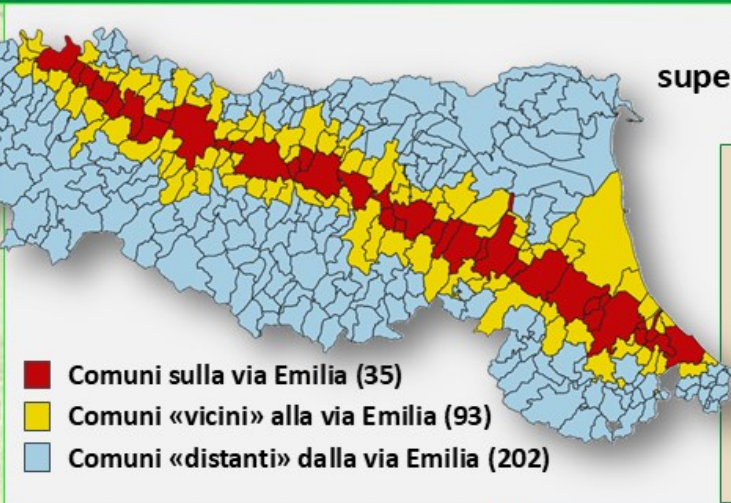 supe
Comuni sulla via Emilia (35)
Comuni «vicini» alla via Emilia (93)
Comuni «distanti» dalla via Emilia (202)